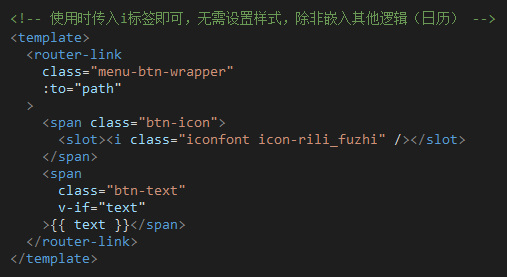 <!-- 使用时传入i标签即可，无需设置样式，除非嵌入其他逻辑（日历） -->
<template>
  <router-link
    class="menu-btn-wrapper"
    :to="path"
  >
    <span class="btn-icon">
      <slot><i class="iconfont icon-rili_fuzhi" /></slot>
    </span>
    <span
      class="btn-text"
      v-if="text"
    >{{ text }}</span>
  </router-link>
</template>